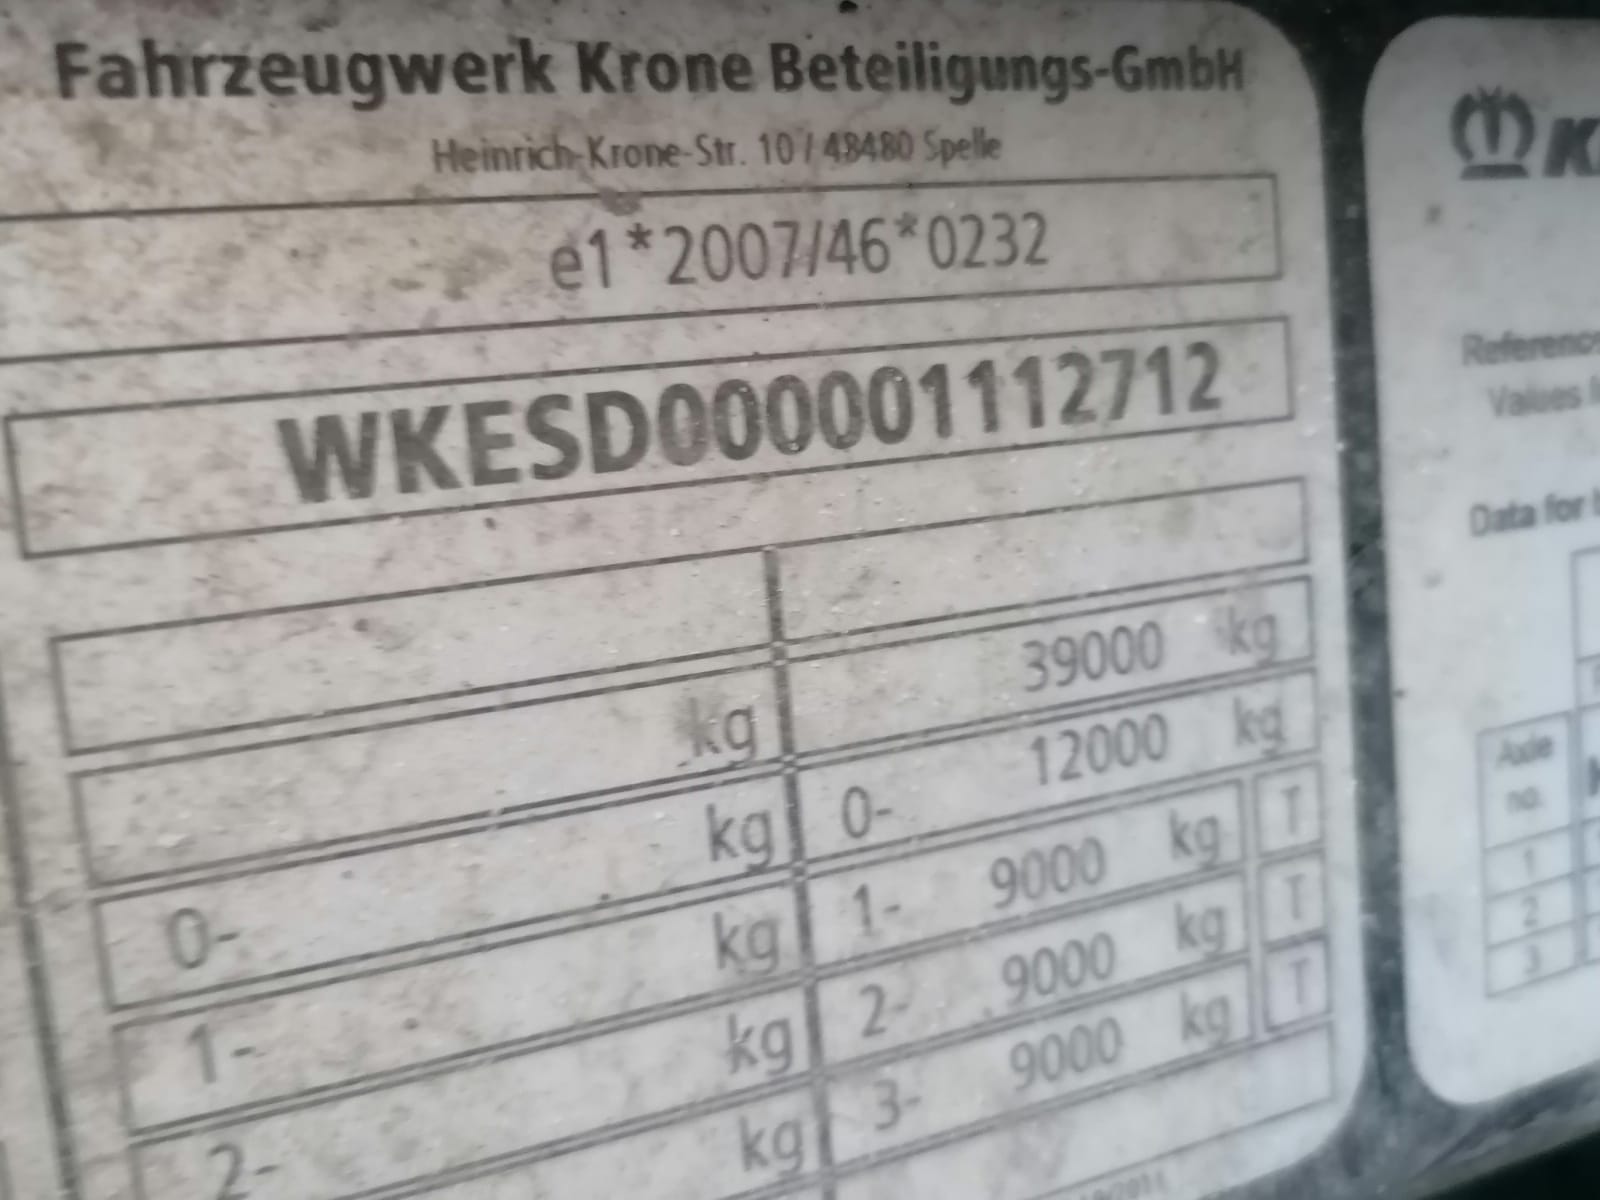 Fahrzeugwerk Krone Beteiligungs-GmbH
Heinrich-Krone-Str. 10 / 48480 Spelle
e1*2007/46*0232
WKESD000001112712
kg 39000 kg
kg 0- 12000 kg
0- kg 1- 9000 kg T
1- kg 2- 9000 kg T
2- kg 3- 9000 kg T
Values
Data for
Axle
no.
1
2
3